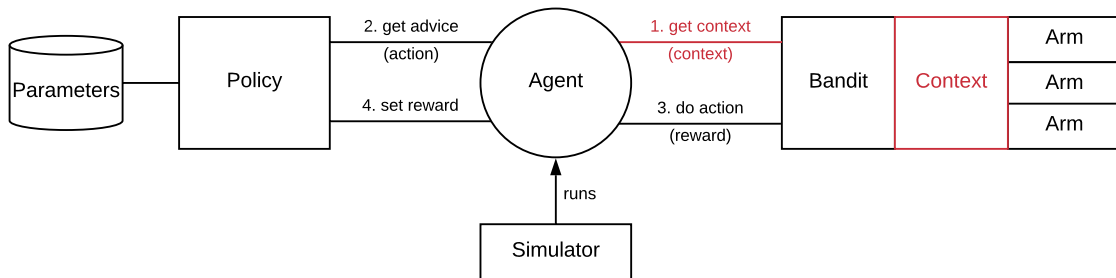 Parameters
Policy
2. get advice
(action)
4. set reward
Agent
1. get context
(context)
3. do action
(reward)
Bandit
Context
Arm
Arm
Arm
runs
Simulator